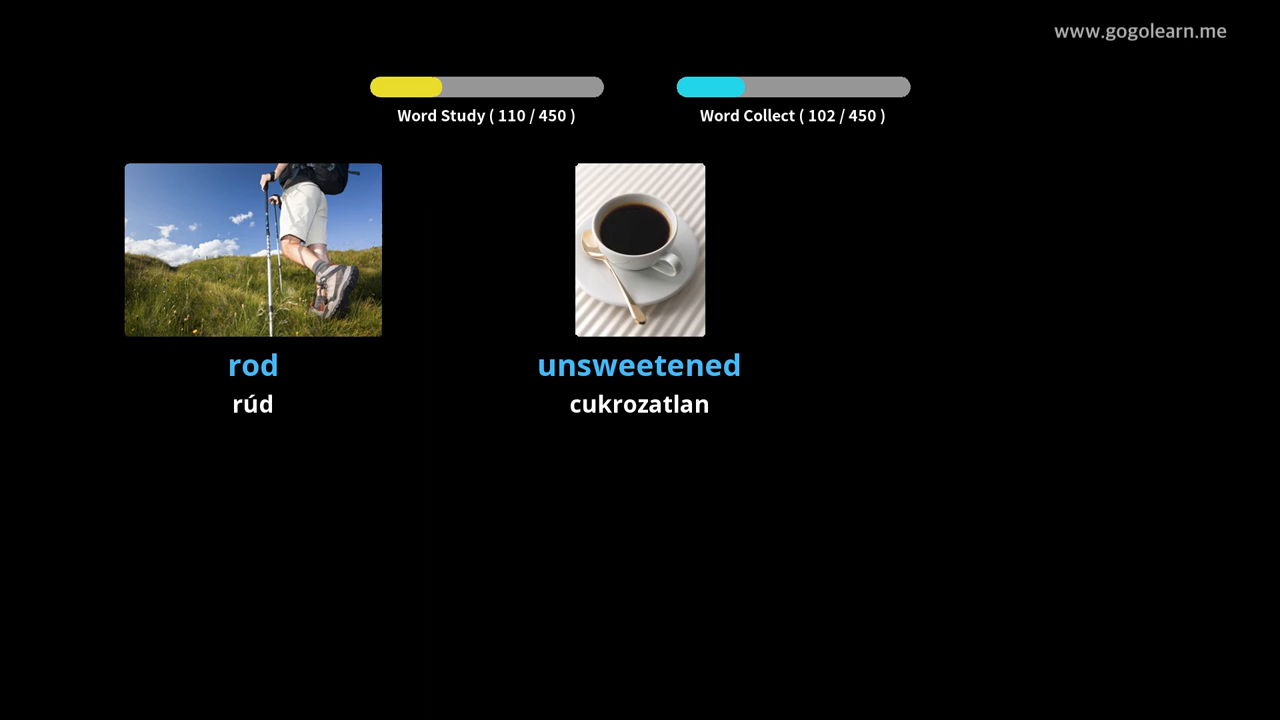 www.gogolearn.me
Word Study ( 110 / 450 )
Word Collect ( 102 / 450 )
rod
rúd
unsweetened
cukrozatlan